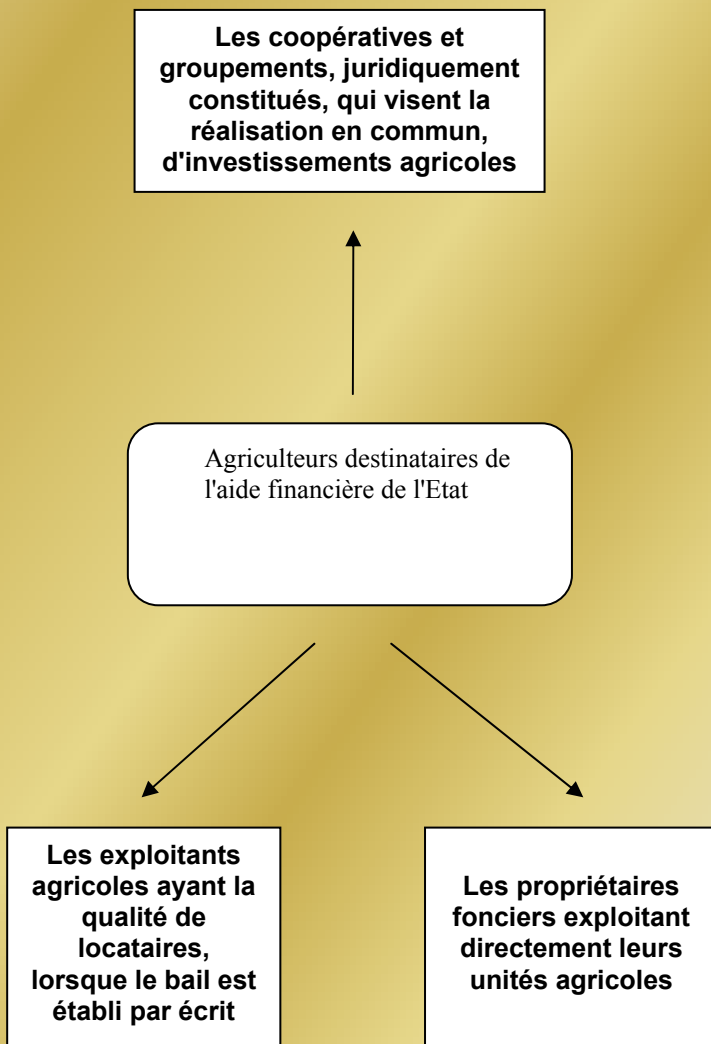 Les coopératives et
groupements, juridiquement
constitués, qui visent la
réalisation en commun,
d'investissements agricoles
Agriculteurs destinataires de
l'aide financière de l'Etat
Les exploitants
agricoles ayant la
qualité de
locataires,
lorsque le bail est
établi par écrit
Les propriétaires
fonciers exploitant
directement leurs
unités agricoles